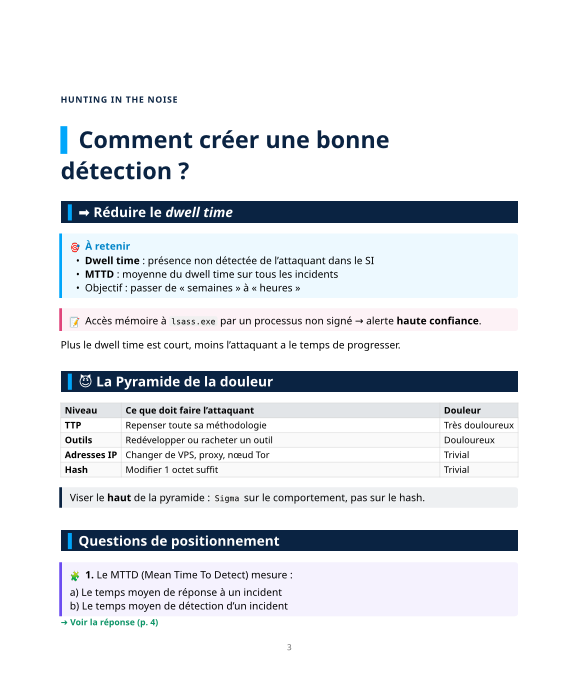 HUNTING IN THE NOISE
Comment créer une bonne
détection ?
➡ Réduire le dwell time
🎯 À retenir
• Dwell time : présence non détectée de l’attaquant dans le SI
• MTTD : moyenne du dwell time sur tous les incidents
• Objectif : passer de « semaines » à « heures »
📝 Accès mémoire à lsass.exe par un processus non signé → alerte haute confiance.
Plus le dwell time est court, moins l’attaquant a le temps de progresser.
😈 La Pyramide de la douleur
Niveau Ce que doit faire l’attaquant Douleur
TTP Repenser toute sa méthodologie Très douloureux
Outils Redévelopper ou racheter un outil Douloureux
Adresses IP Changer de VPS, proxy, nœud Tor Trivial
Hash Modifier 1 octet suffit Trivial
Viser le haut de la pyramide : Sigma sur le comportement, pas sur le hash.
Questions de positionnement
🧩 1. Le MTTD (Mean Time To Detect) mesure :
a) Le temps moyen de réponse à un incident
b) Le temps moyen de détection d’un incident
➔ Voir la réponse (p. 4)
3